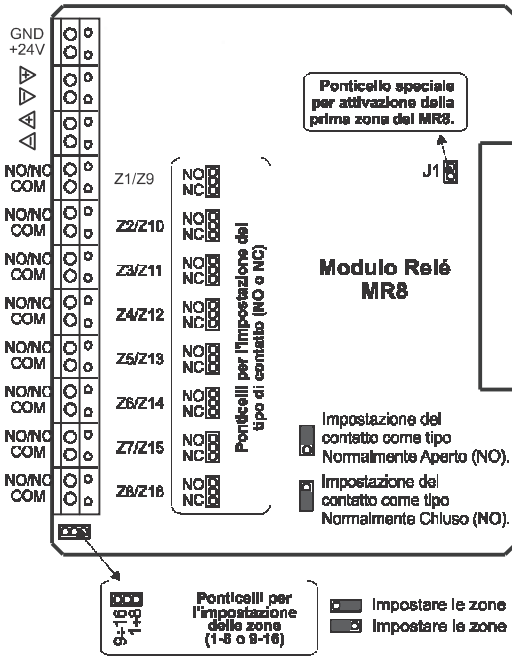 GND
+24V
Ponticello speciale
per attivazione della
prima zona del MR8.
J1
NO/NC
COM
Z1/Z9
NO
NC
NO/NC
COM
Z2/Z10
NO
NC
NO/NC
COM
Z3/Z11
NO
NC
NO/NC
COM
Z4/Z12
NO
NC
NO/NC
COM
Z5/Z13
NO
NC
NO/NC
COM
Z6/Z14
NO
NC
NO/NC
COM
Z7/Z15
NO
NC
NO/NC
COM
Z8/Z16
NO
NC
Ponticelli per l'impostazione del
tipo di contatto (NO o NC)
Modulo Relé
MR8
Impostazione del
contatto come tipo
Normalmente Aperto (NO).
Impostazione del
contatto come tipo
Normalmente Chiuso (NC).
9÷16
1÷8
Ponticelli per
l'impostazione
delle zone
(1-8 o 9-16)
Impostare le zone
Impostare le zone